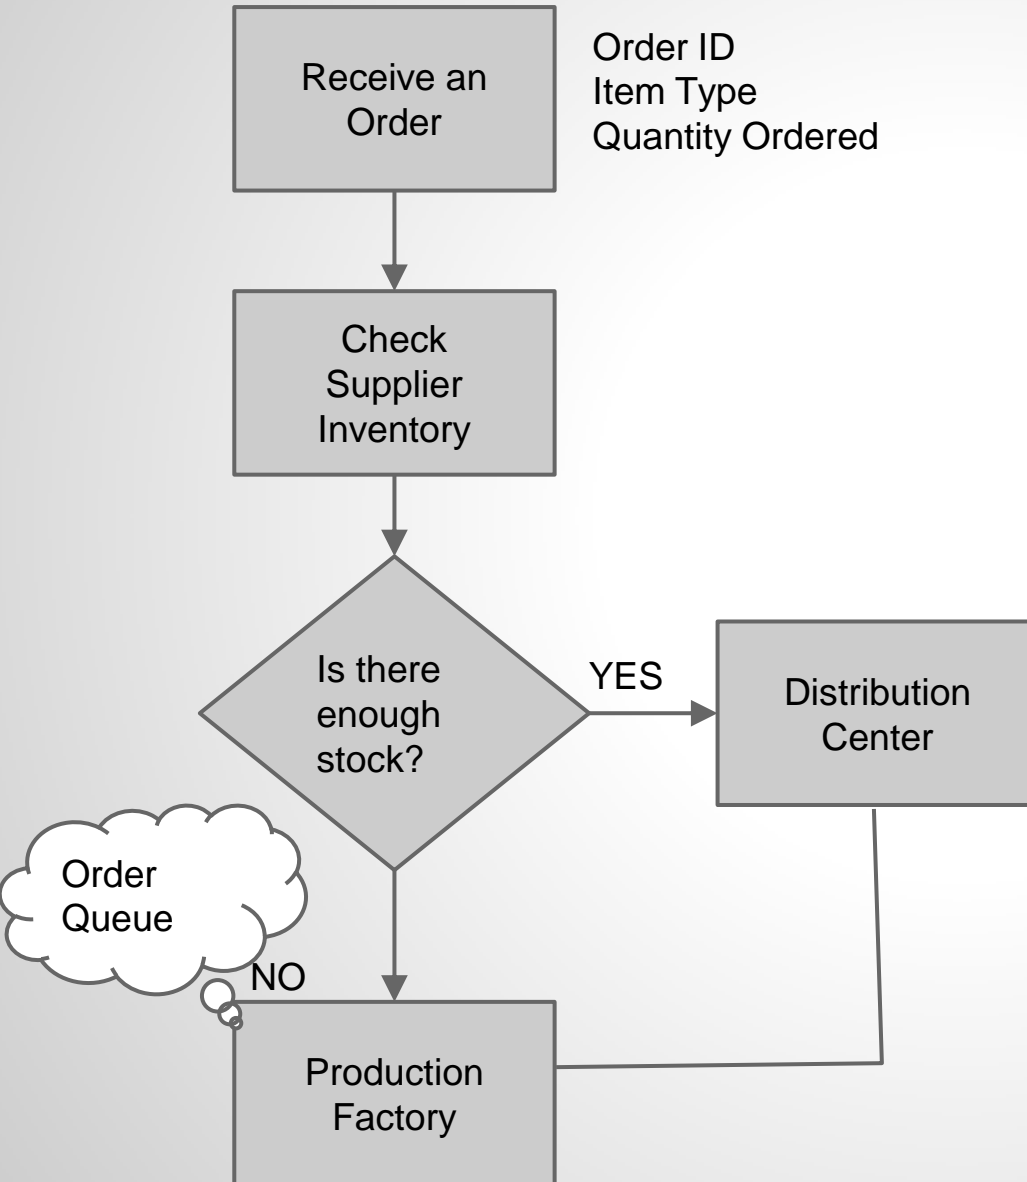 Receive an
Order
Order ID
Item Type
Quantity Ordered
Check
Supplier
Inventory
Is there
enough
stock?
YES
Distribution
Center
Order
Queue
NO
Production
Factory